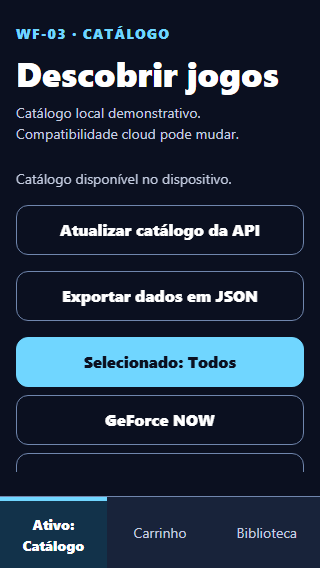 WF-03 · CATÁLOGO
Descobrir jogos
Catálogo local demonstrativo.
Compatibilidade cloud pode mudar.
Catálogo disponível no dispositivo.
Atualizar catálogo da API
Exportar dados em JSON
Selecionado: Todos
GeForce NOW
Ativo:
Catálogo
Carrinho
Biblioteca